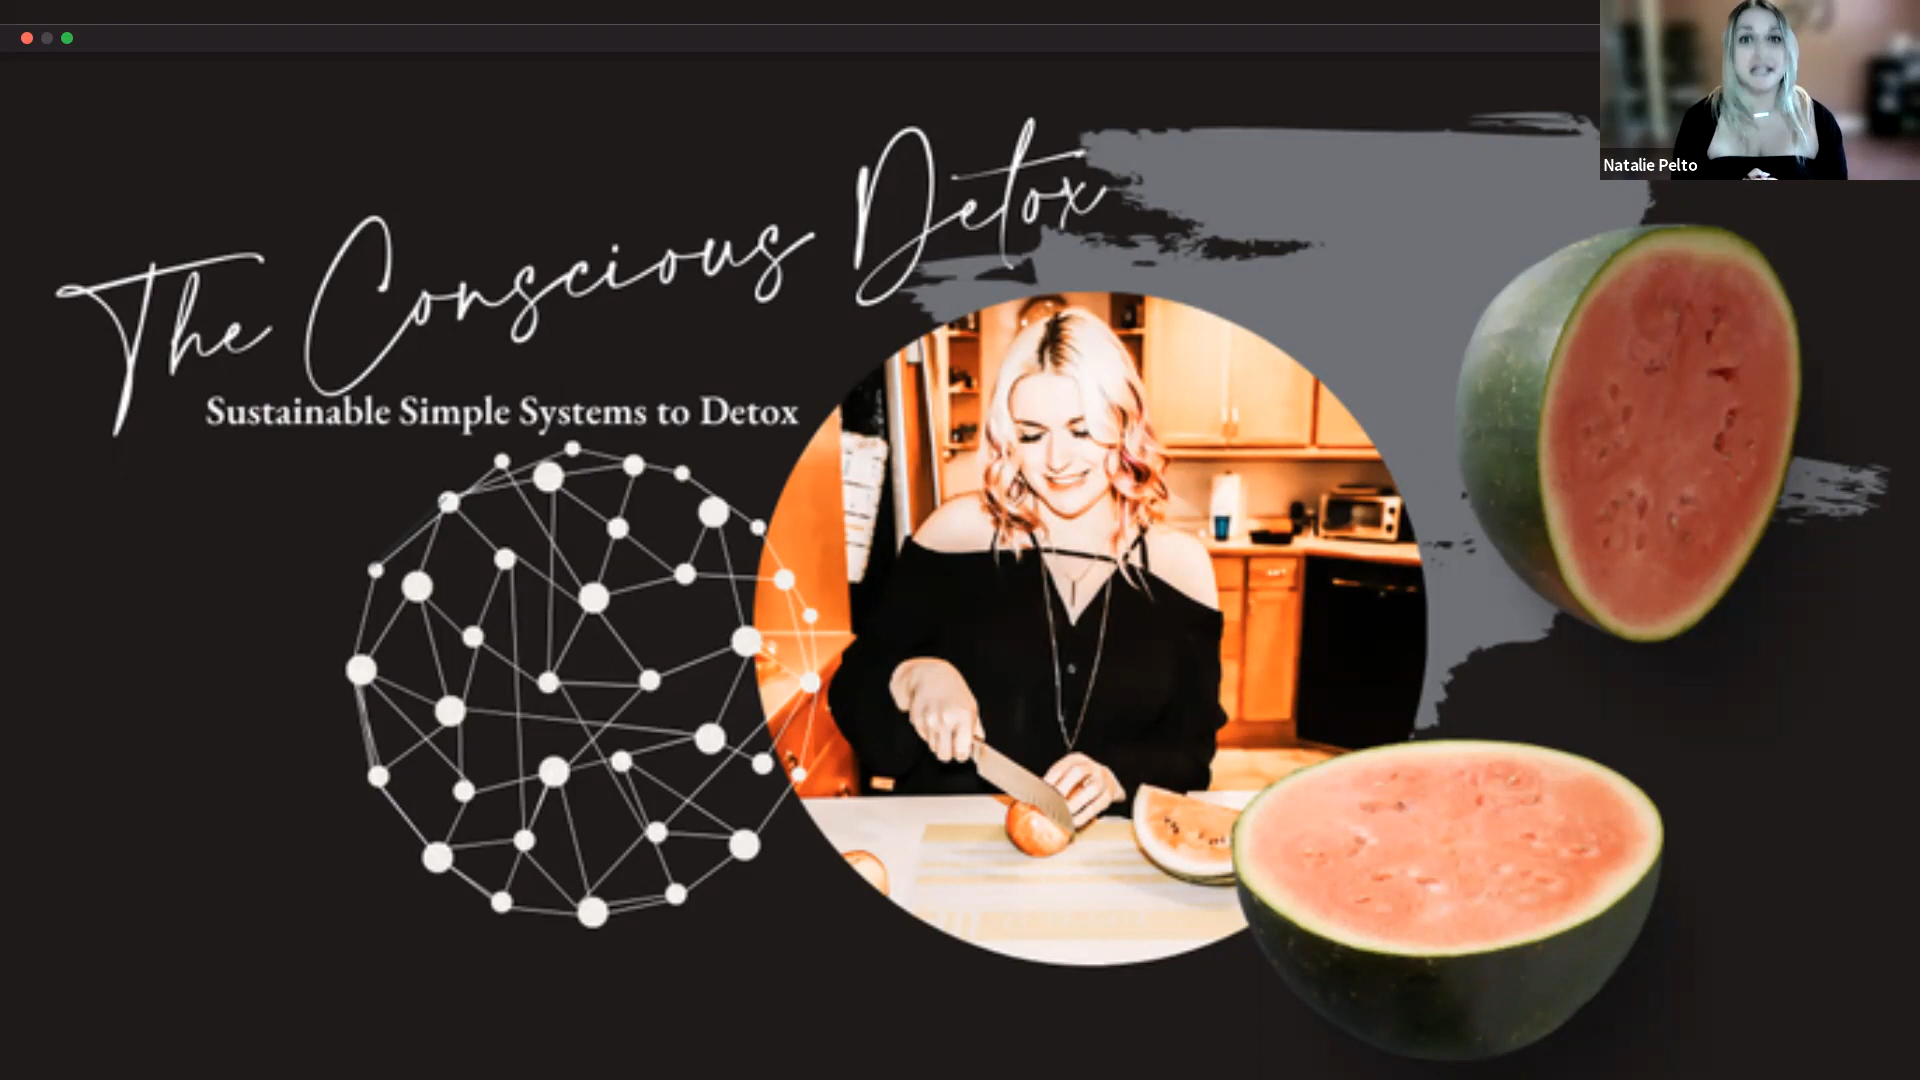 The Conscious Detox
Sustainable Simple Systems to Detox
Natalie Pelto